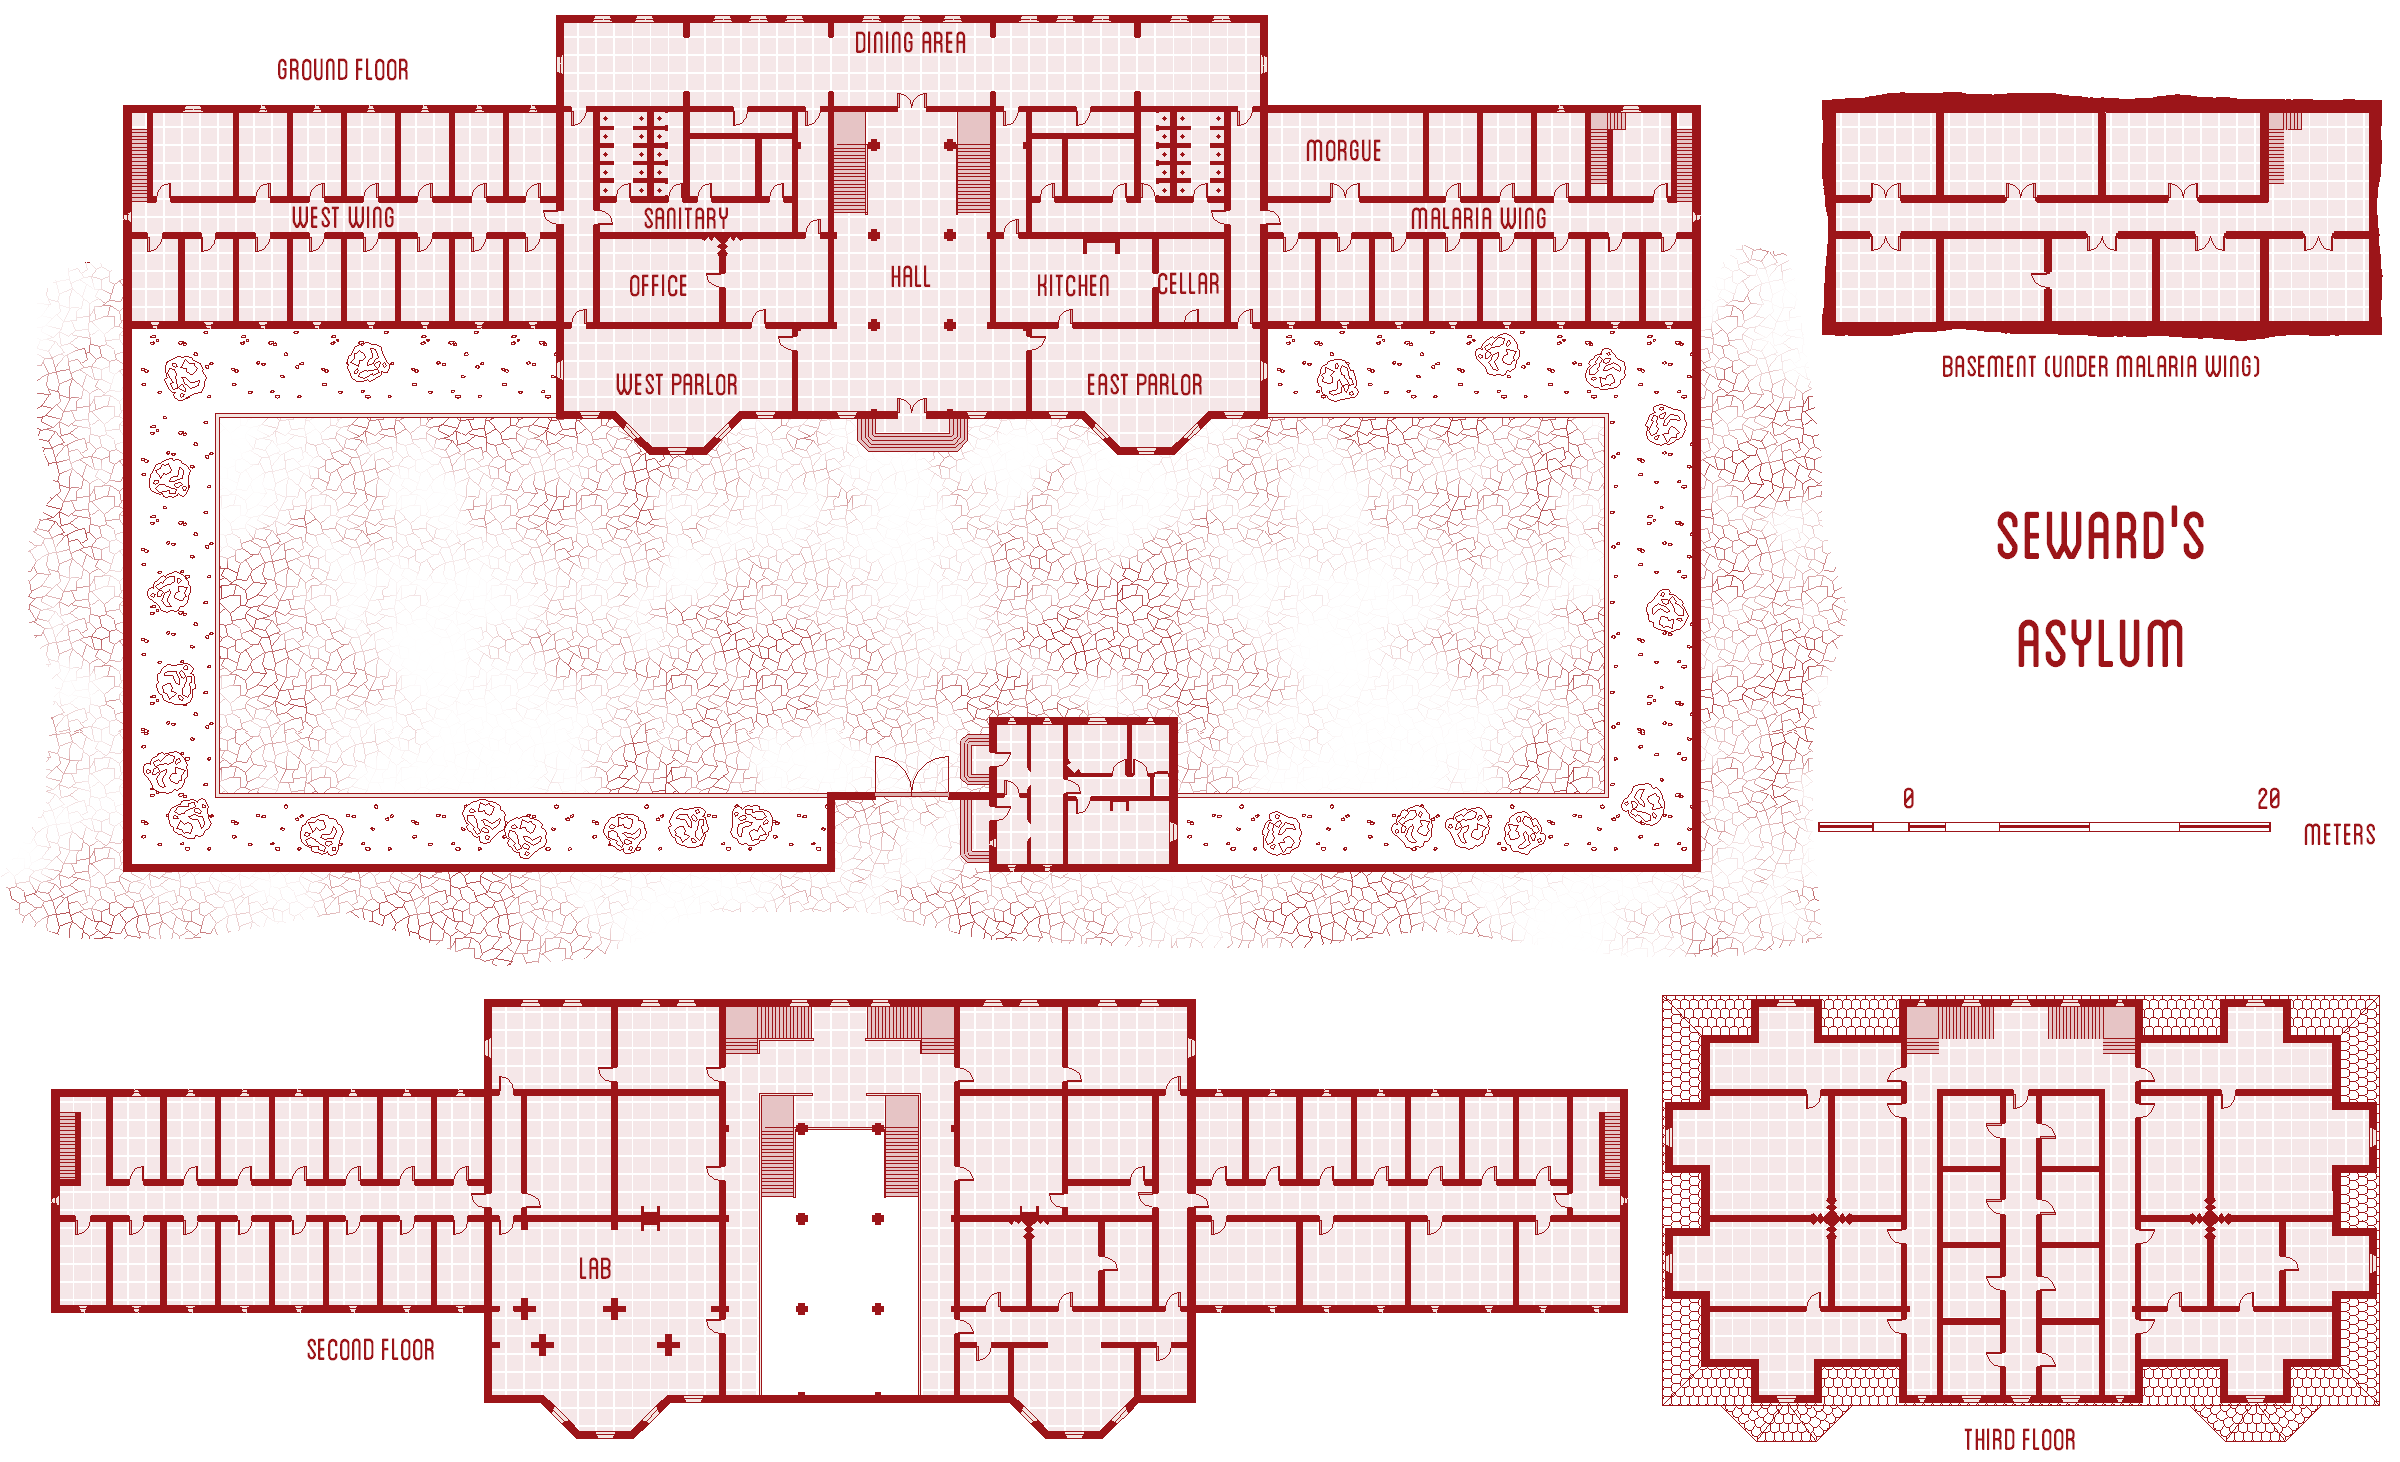 GROUND FLOOR
DINING AREA
MORGUE
WEST WING
SANITARY
MALARIA WING
OFFICE
HALL
KITCHEN
CELLAR
WEST PARLOR
EAST PARLOR
BASEMENT (UNDER MALARIA WING)
SEWARD'S
ASYLUM
0 20
METERS
LAB
SECOND FLOOR
THIRD FLOOR